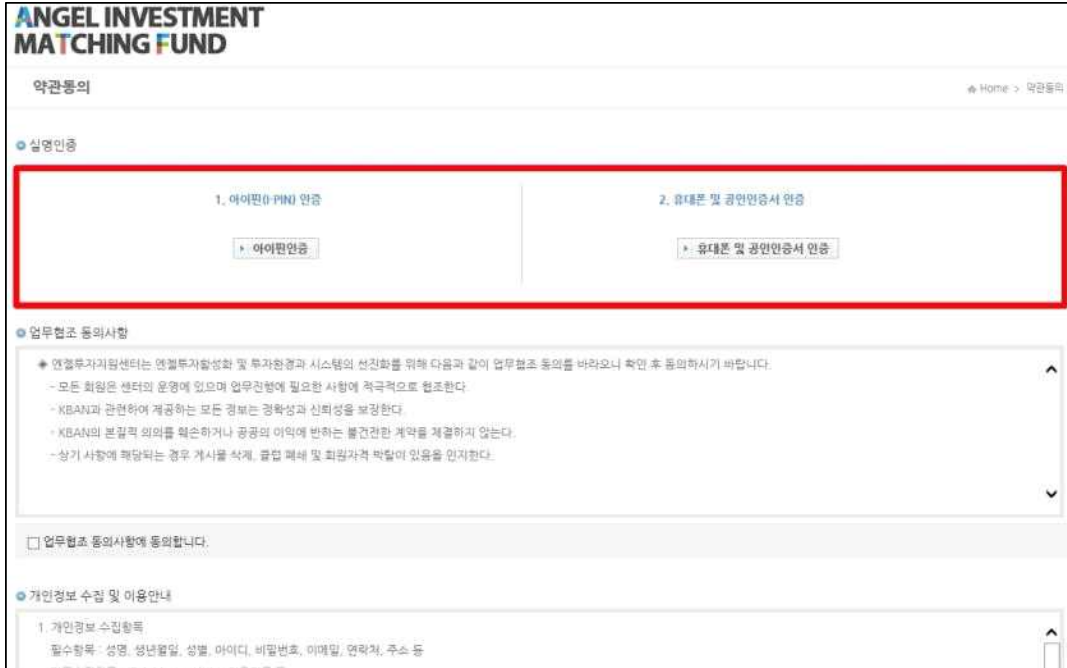 ANGEL INVESTMENT
MATCHING FUND
약관동의
Home > 약관동의
실명인증
1. 아이핀(I-PIN) 인증
2. 휴대폰 및 공인인증서 인증
아이핀인증
휴대폰 및 공인인증서 인증
업무협조 동의사항
◈ 엔젤투자지원센터는 엔젤투자활성화 및 투자환경과 시스템의 선진화를 위해 다음과 같이 업무협조 동의를 바라오니 확인 후 동의하시기 바랍니다.
- 모든 회원은 센터의 운영에 있으며 업무진행에 필요한 사항에 적극적으로 협조한다.
- KBAN과 관련하여 제공하는 모든 정보는 정확성과 신뢰성을 보장한다.
- KBAN의 본질적 의의를 훼손하거나 공공의 이익에 반하는 불건전한 계약를 체결하지 않는다.
- 상기 사항에 해당되는 경우 게시물 삭제, 클럽 폐쇄 및 회원자격 박탈이 있음을 인지한다.
업무협조 동의사항에 동의합니다.
개인정보 수집 및 이용안내
1. 개인정보 수집항목
필수항목 : 성명, 생년월일, 성별, 아이디, 비밀번호, 이메일, 연락처, 주소 등